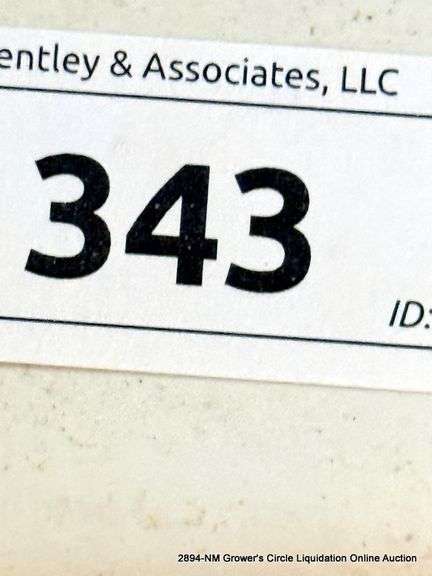 entley & Associates, LLC
343
ID:
2894-NM Grower's Circle Liquidation Online Auction